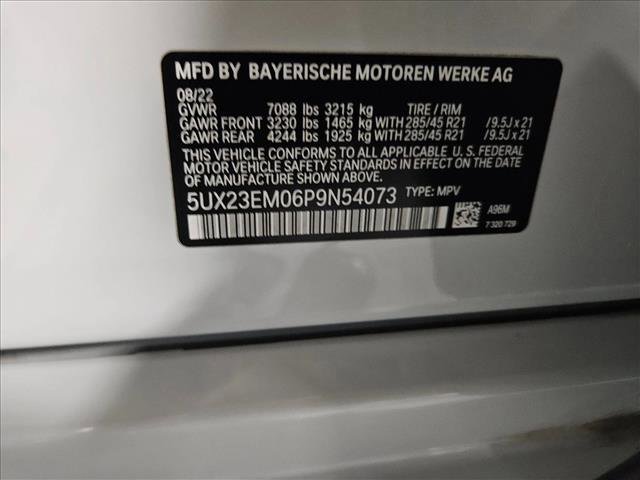 MFD BY BAYERISCHE MOTOREN WERKE AG
08/22
GVWR 7088 lbs 3215 kg TIRE / RIM
GAWR FRONT 3230 lbs 1465 kg WITH 285/45 R21 / 9.5J x 21
GAWR REAR 4244 lbs 1925 kg WITH 285/45 R21 / 9.5J x 21
THIS VEHICLE CONFORMS TO ALL APPLICABLE U.S. FEDERAL
MOTOR VEHICLE SAFETY STANDARDS IN EFFECT ON THE DATE
OF MANUFACTURE SHOWN ABOVE.
5UX23EM06P9N54073 TYPE: MPV
A96M
7 320 729